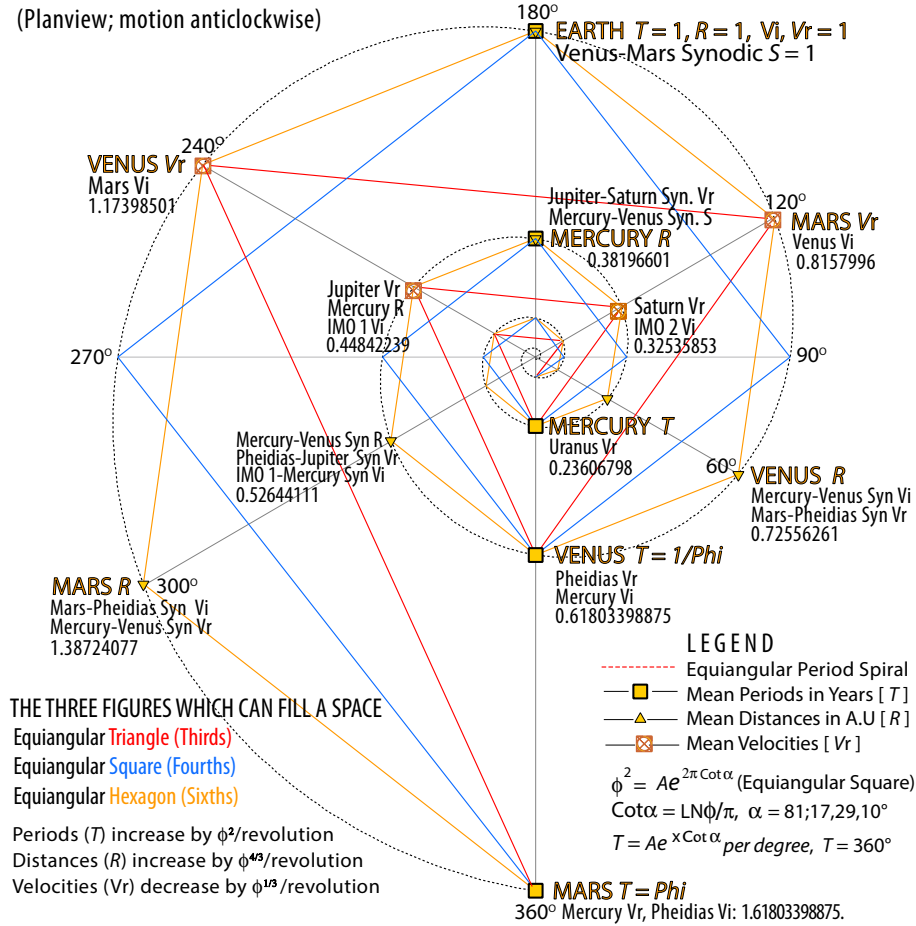 (Planview; motion anticlockwise)
180º
EARTH T = 1, R = 1, Vi, Vr = 1
Venus-Mars Synodic S = 1
240º
VENUS Vr
Mars Vi
1.17398501
120º
MARS Vr
Venus Vi
0.8157996
Jupiter-Saturn Syn. Vr
Mercury-Venus Syn. S
MERCURY R
0.38196601
Jupiter Vr
Mercury R
IMO 1 Vi
0.44842239
Saturn Vr
IMO 2 Vi
0.32535853
270º
90º
MERCURY T
Uranus Vr
0.23606798
Mercury-Venus Syn R
Pheidias-Jupiter Syn Vr
IMO 1-Mercury Syn Vi
0.52644111
60º
VENUS R
Mercury-Venus Syn Vi
Mars-Pheidias Syn Vr
0.72556261
VENUS T = 1/Phi
Pheidias Vr
Mercury Vi
0.61803398875
MARS R
300º
Mars-Pheidias Syn Vi
Mercury-Venus Syn Vr
1.38724077
LEGEND
Equiangular Period Spiral
Mean Periods in Years [ T ]
Mean Distances in A.U [ R ]
Mean Velocities [ Vr ]
ϕ² = Ae^2π Cot α (Equiangular Square)
Cotα = LNϕ/π, α = 81;17,29,10°
T = Ae^x Cot α per degree, T = 360°
THE THREE FIGURES WHICH CAN FILL A SPACE
Equiangular Triangle (Thirds)
Equiangular Square (Fourths)
Equiangular Hexagon (Sixths)
Periods (T) increase by ϕ²/revolution
Distances (R) increase by ϕ^4/3/revolution
Velocities (Vr) decrease by ϕ^1/3/revolution
MARS T = Phi
360º Mercury Vr, Pheidias Vi: 1.61803398875.